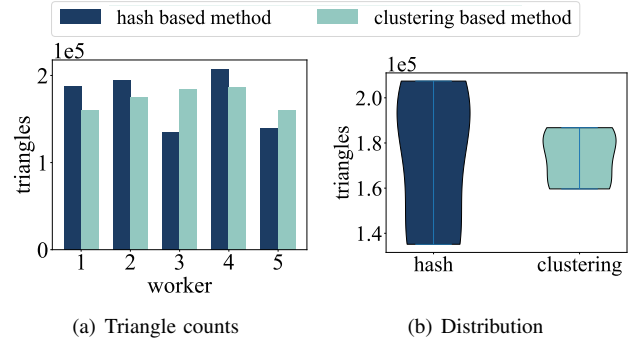 hash based method clustering based method
1e5
triangles
2
1
0
1 2 3 4 5
worker
(a) Triangle counts
1e5
triangles
2.0
1.8
1.6
1.4
hash clustering
(b) Distribution